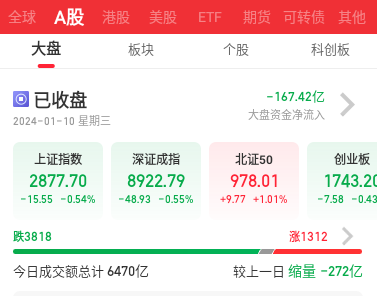 全球 A股 港股 美股 ETF 期货 可转债 其他
大盘 板块 个股 科创板
已收盘 -167.42亿
2024-01-10 星期三 大盘资金净流入
上证指数 深证成指 北证50 创业板
2877.70 8922.79 978.01 1743.20
-15.55 -0.54% -48.93 -0.55% +9.77 +1.01% -7.58 -0.43
跌3818 涨1312
今日成交额总计 6470亿 较上一日 缩量 -272亿